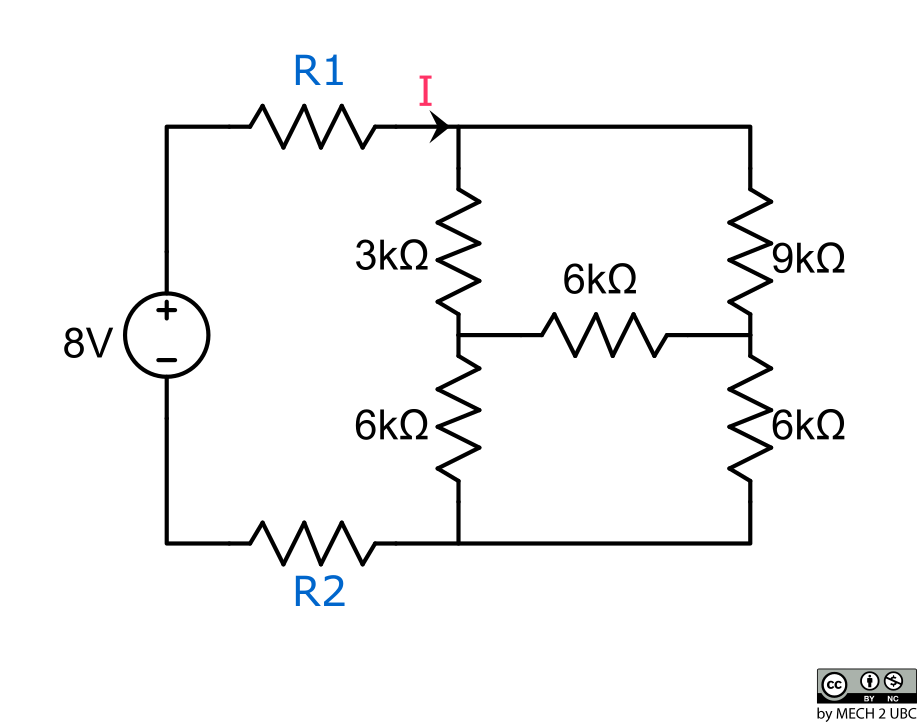 R1
I
3kΩ
9kΩ
6kΩ
8V
+
−
6kΩ
6kΩ
R2
cc
BY NC
by MECH 2 UBC